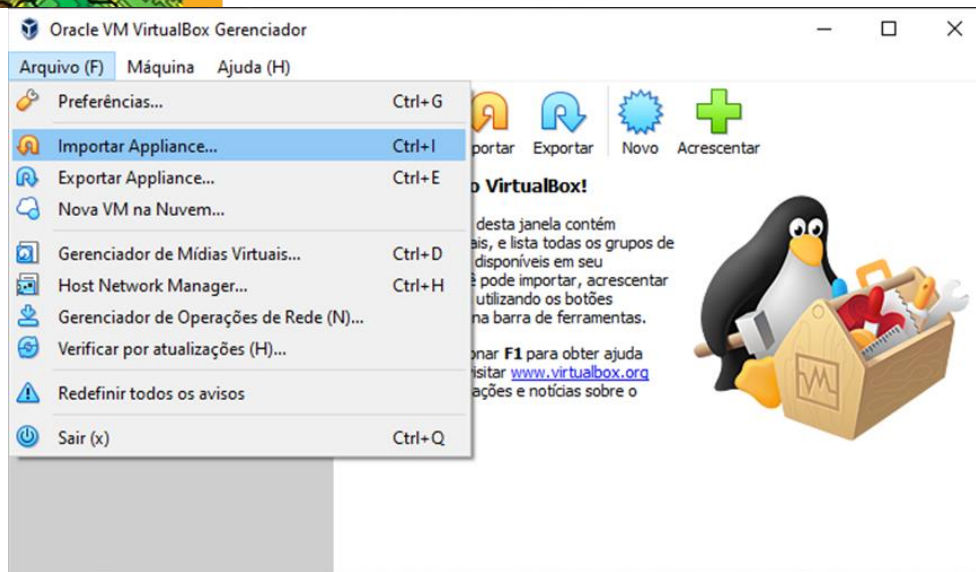 Oracle VM VirtualBox Gerenciador
Arquivo (F) Máquina Ajuda (H)
Preferências... Ctrl+G
Importar Appliance... Ctrl+I
Exportar Appliance... Ctrl+E
Nova VM na Nuvem...
Gerenciador de Mídias Virtuais... Ctrl+D
Host Network Manager... Ctrl+H
Gerenciador de Operações de Rede (N)...
Verificar por atualizações (H)...
Redefinir todos os avisos
Sair (x) Ctrl+Q
portar Exportar Novo Acrescentar
o VirtualBox!
desta janela contém
ais, e lista todas os grupos de
disponíveis em seu
ê pode importar, acrescentar
utilizando os botões
na barra de ferramentas.
onar F1 para obter ajuda
isitar www.virtualbox.org
ações e notícias sobre o